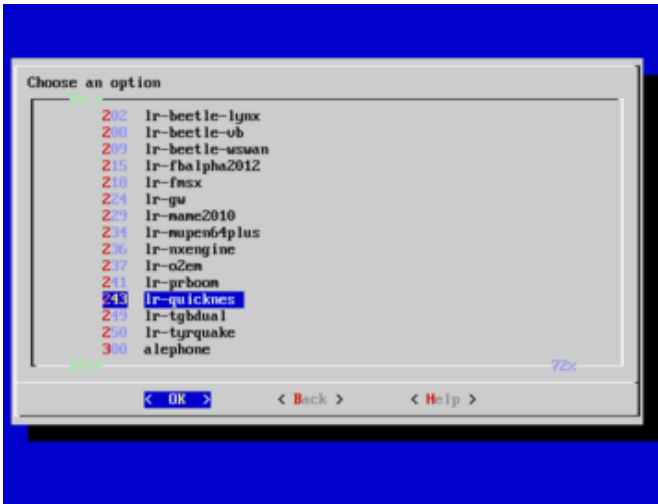 Choose an option
202 lr-beetle-lynx
208 lr-beetle-vb
209 lr-beetle-wswan
215 lr-fbalpha2012
218 lr-fmsx
224 lr-gw
229 lr-mame2010
234 lr-mupen64plus
236 lr-nxengine
237 lr-o2em
241 lr-prboom
243 lr-quicknes
249 lr-tgbdual
250 lr-tyrquake
300 alephone
72%
< OK > < Back > < Help >